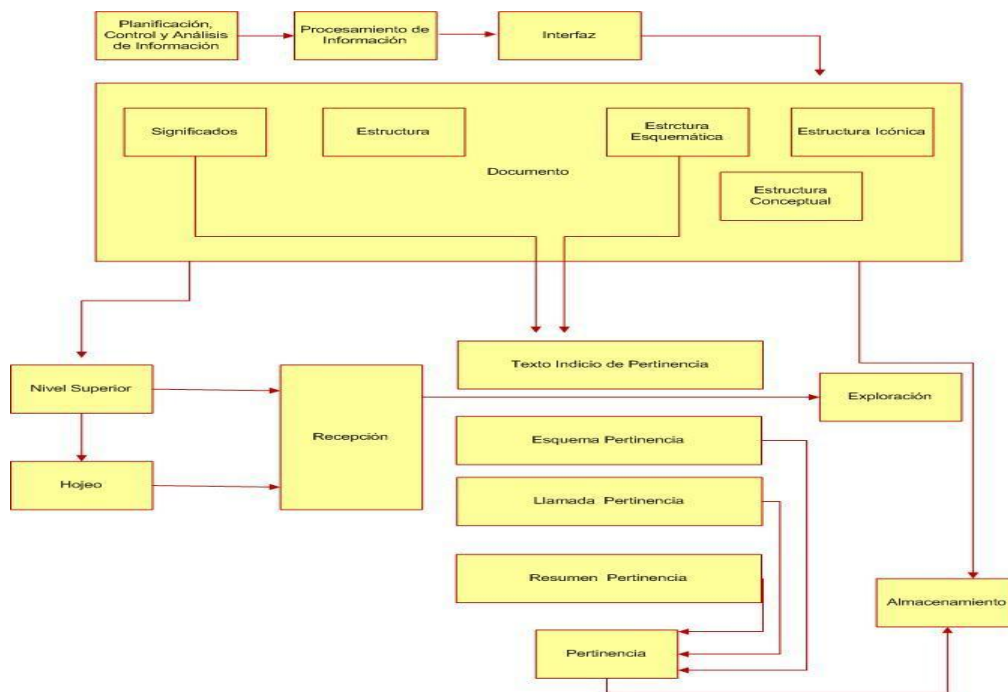 Planificación,
Control y Análisis
de Información
Procesamiento de
Información
Interfaz
Significados
Estructura
Estrctura
Esquemática
Estructura Icónica
Documento
Estructura
Conceptual
Texto Indicio de Pertinencia
Nivel Superior
Exploración
Recepción
Esquema Pertinencia
Hojeo
Llamada Pertinencia
Resumen Pertinencia
Almacenamiento
Pertinencia